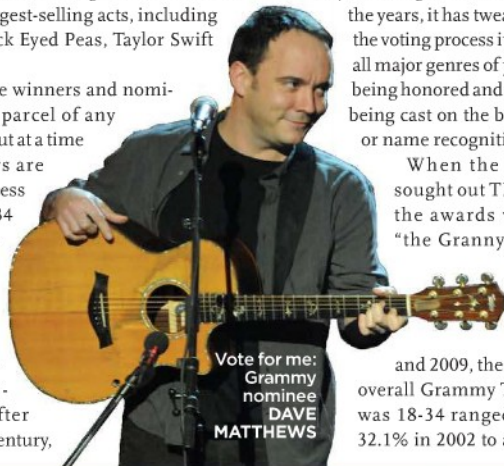 gest-selling acts, including
ck Eyed Peas, Taylor Swift
e winners and nomi-
parcel of any
ut at a time
s are
ess
34
-
fter
entury,
Vote for me:
Grammy
nominee
DAVE
MATTHEWS
the years, it has twea
the voting process i
all major genres of
being honored and
being cast on the b
or name recogniti
When the
sought out T
the awards
“the Granny
and 2009, the
overall Grammy T
was 18-34 ranged
32.1% in 2002 to a